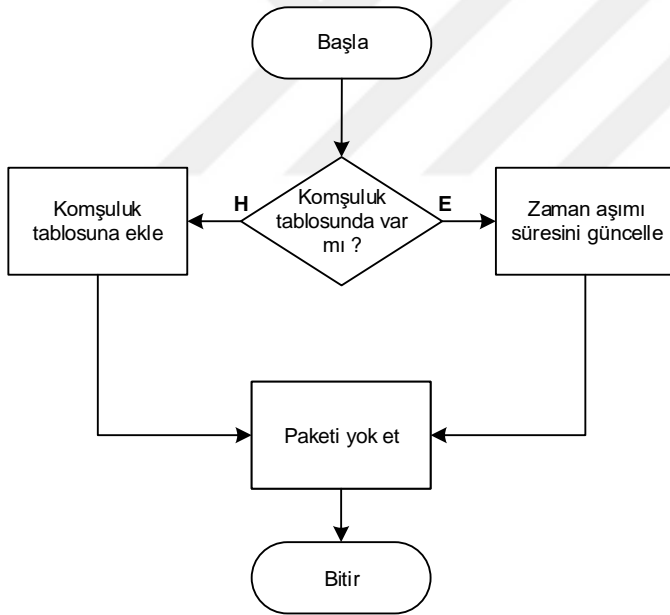 Başla
Komşuluk
tablosunda var
mı ?
H
E
Komşuluk
tablosuna ekle
Zaman aşımı
süresini güncelle
Paketi yok et
Bitir